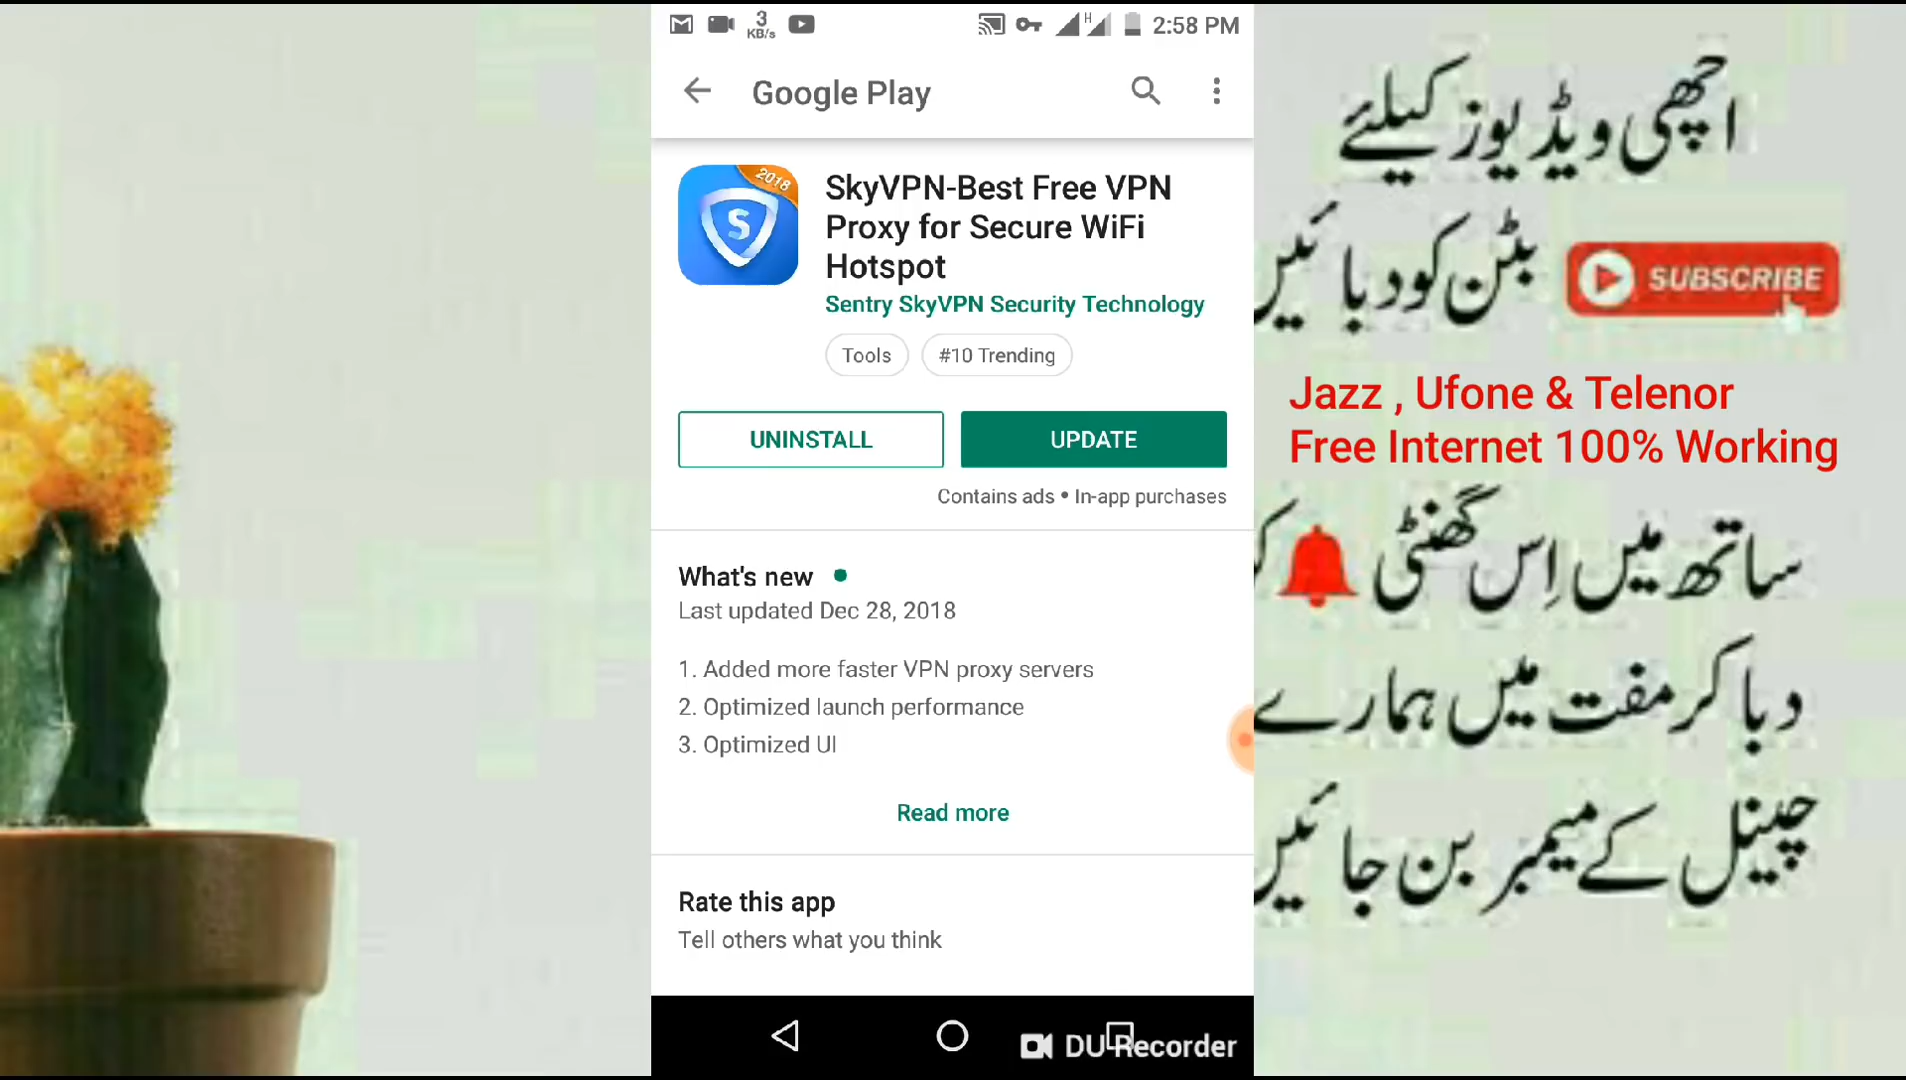 3
KB/s
H
2:58 PM
Google Play
2018
S
SkyVPN-Best Free VPN
Proxy for Secure WiFi
Hotspot
Sentry SkyVPN Security Technology
Tools
#10 Trending
UNINSTALL
UPDATE
Contains ads • In-app purchases
What's new
Last updated Dec 28, 2018
1. Added more faster VPN proxy servers
2. Optimized launch performance
3. Optimized UI
Read more
Rate this app
Tell others what you think
DU Recorder
اچھی ویڈیوز کیلئے
بٹن کو دبائیں
SUBSCRIBE
Jazz , Ufone & Telenor
Free Internet 100% Working
ساتھ میں اِس گھنٹی
دبا کر مفت میں ہمارے
چینل کے میمبر بن جائیں